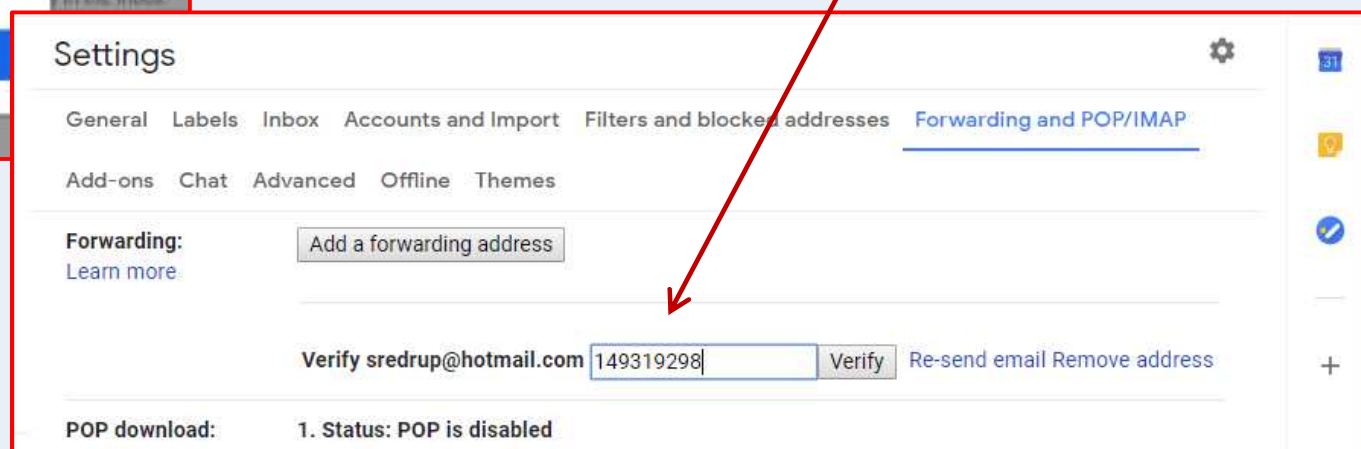 Settings
General Labels Inbox Accounts and Import Filters and blocked addresses Forwarding and POP/IMAP
31
Add-ons Chat Advanced Offline Themes
Forwarding: Add a forwarding address
Learn more
Verify sredrup@hotmail.com 149319298 Verify Re-send email Remove address
POP download: 1. Status: POP is disabled